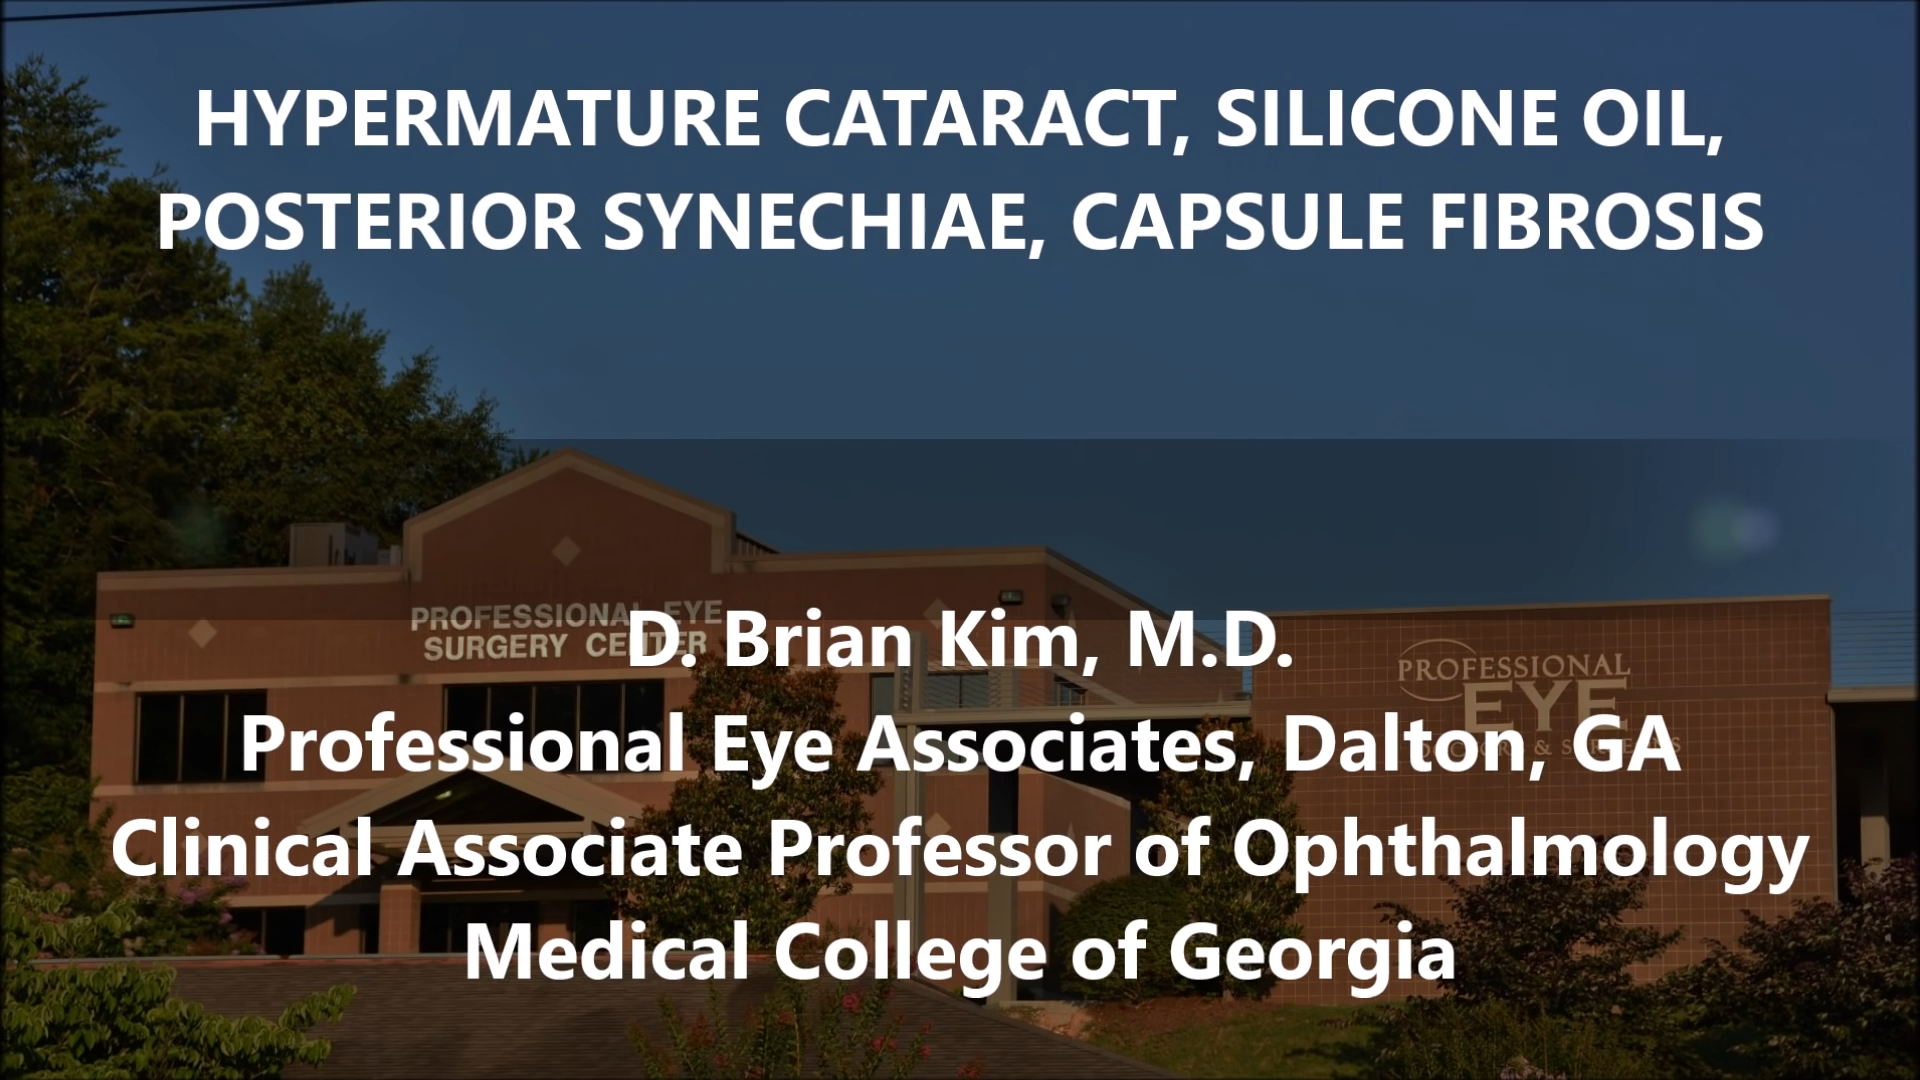 HYPERMATURE CATARACT, SILICONE OIL,
POSTERIOR SYNECHIAE, CAPSULE FIBROSIS
PROFESSIONAL EYE
SURGERY CENTER
D. Brian Kim, M.D.
PROFESSIONAL
EYE
Professional Eye Associates, Dalton, GA
Clinical Associate Professor of Ophthalmology
Medical College of Georgia